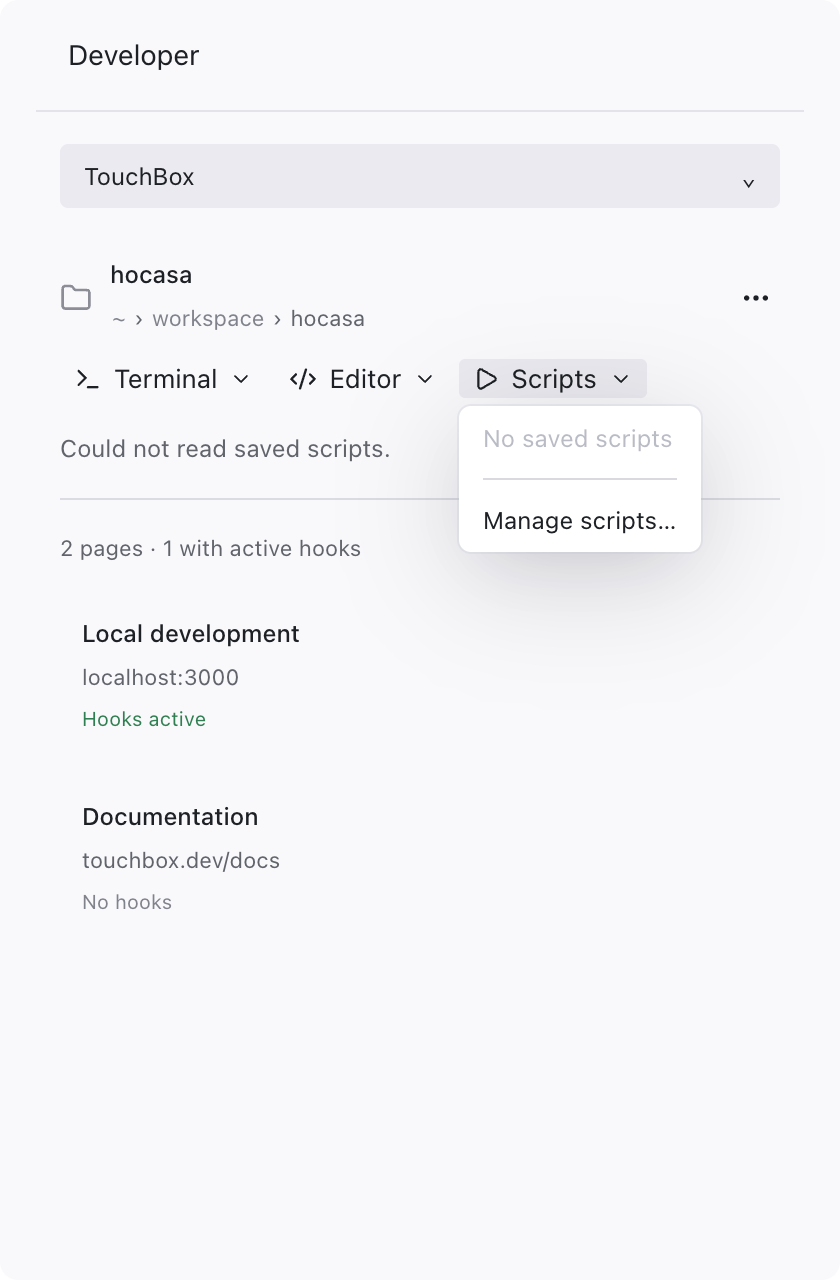 Developer
TouchBox
hocasa
~ › workspace › hocasa
Terminal
Editor
Scripts
Could not read saved scripts.
No saved scripts
Manage scripts...
2 pages · 1 with active hooks
Local development
localhost:3000
Hooks active
Documentation
touchbox.dev/docs
No hooks